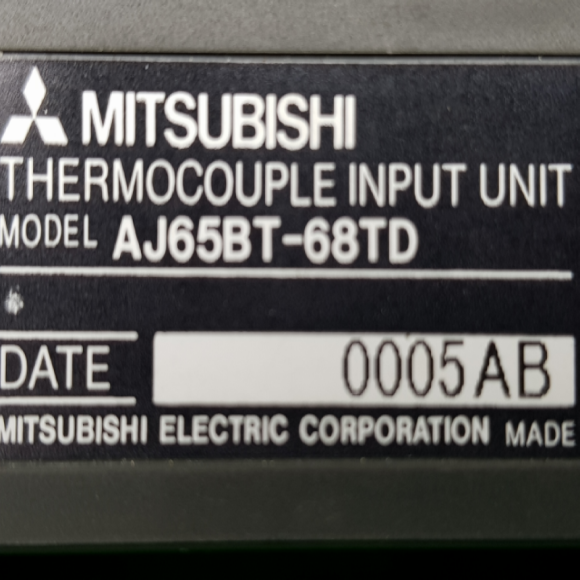 MITSUBISHI
THERMOCOUPLE INPUT UNIT
MODEL AJ65BT-68TD
DATE 0005AB
MITSUBISHI ELECTRIC CORPORATION MADE